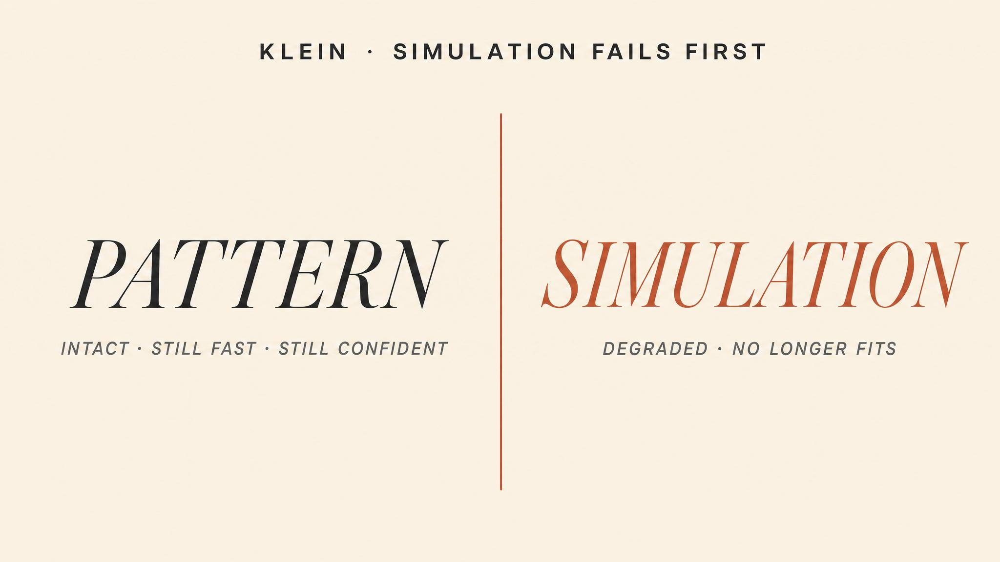 KLEIN · SIMULATION FAILS FIRST
PATTERN
INTACT · STILL FAST · STILL CONFIDENT
SIMULATION
DEGRADED · NO LONGER FITS